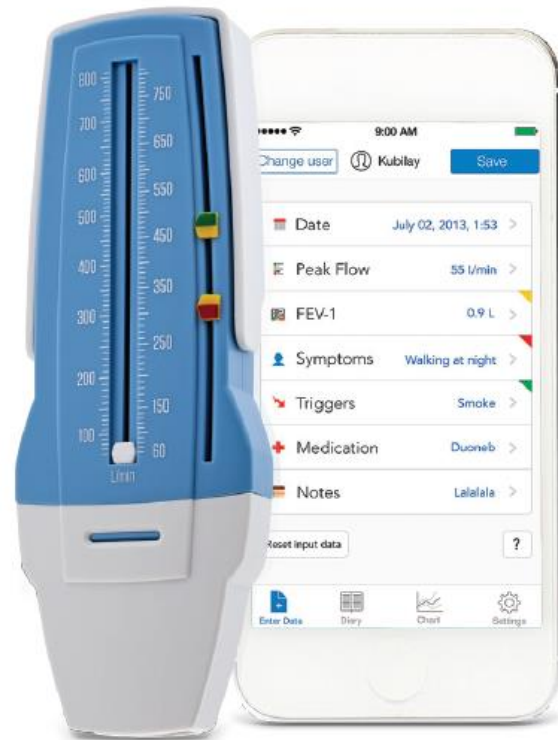 800
750
700
650
600
550
500
450
400
350
300
250
200
150
100
60
L/min
9:00 AM
Change user
Kubilay
Save
Date July 02, 2013, 1:53 >
Peak Flow 55 l/min >
FEV-1 0.9 L >
Symptoms Walking at night >
Triggers Smoke >
Medication Duoneb >
Notes Lalalala >
Reset input data ?
Enter Data Diary Chart Settings